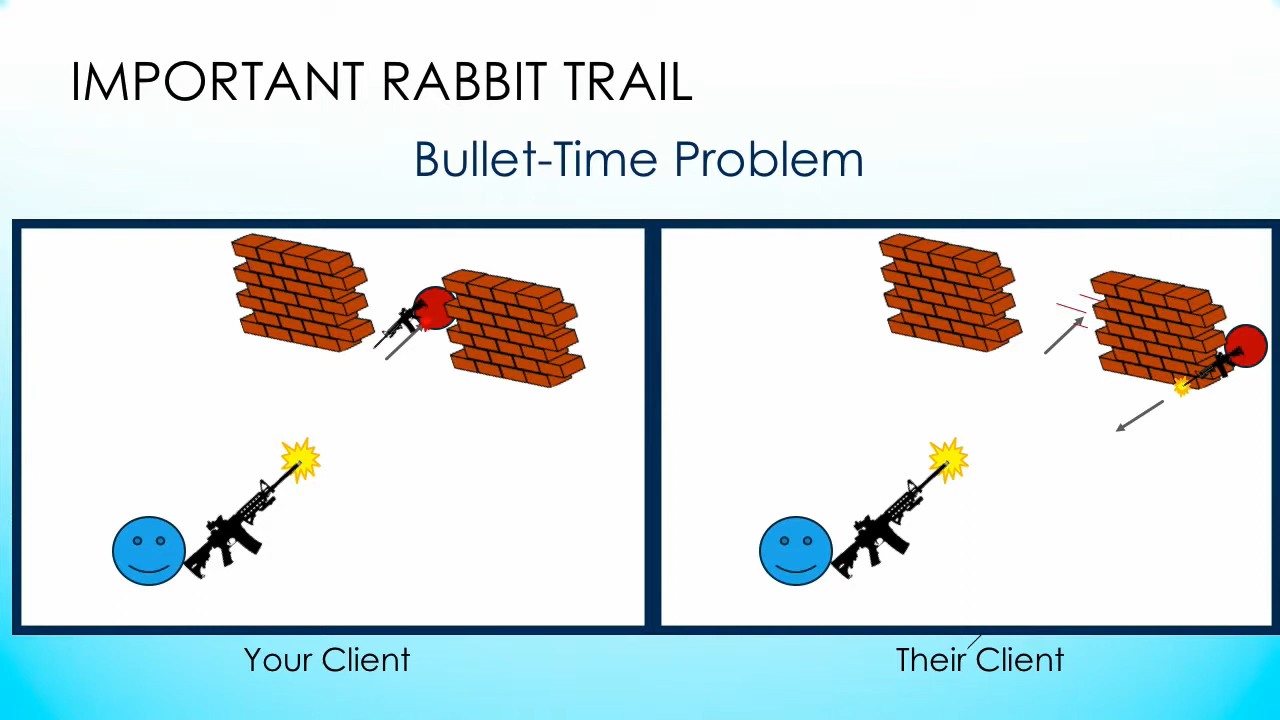 IMPORTANT RABBIT TRAIL
Bullet-Time Problem
Your Client
Their Client